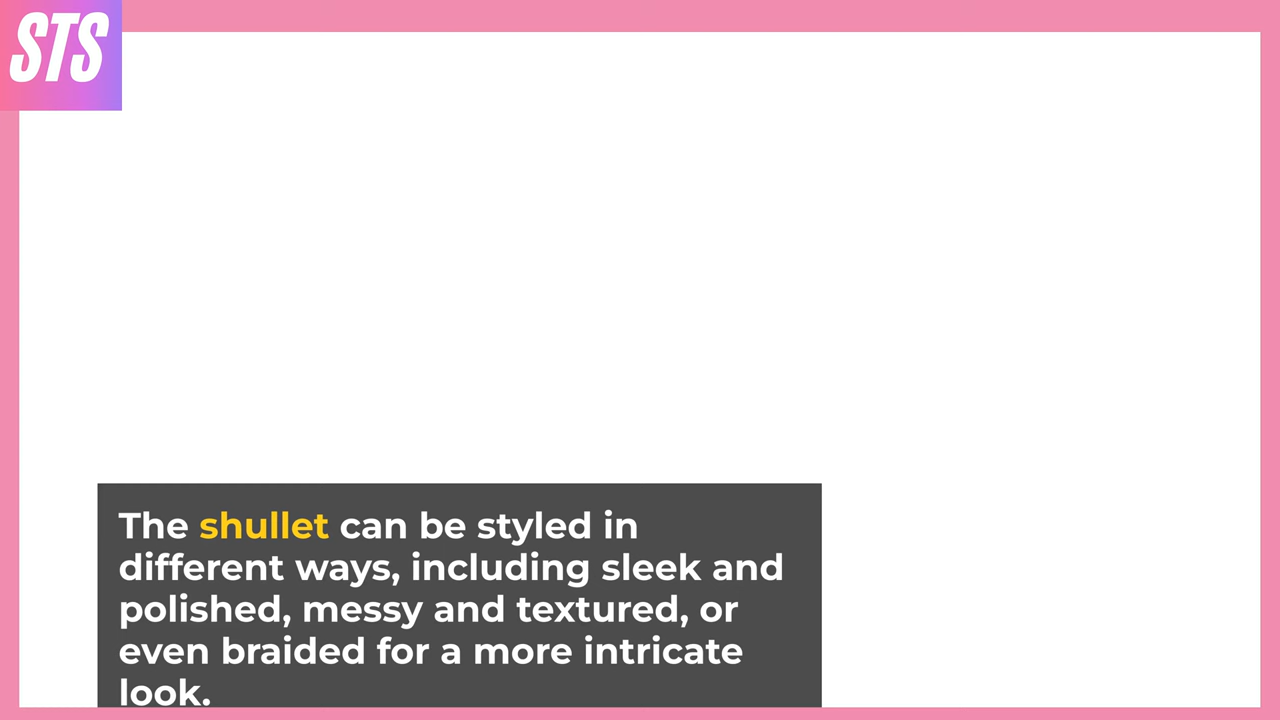 STS
The shullet can be styled in
different ways, including sleek and
polished, messy and textured, or
even braided for a more intricate
look.